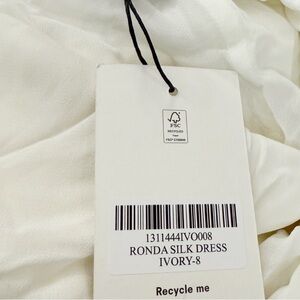 FSC
RECYCLED
1311444IVO008
RONDA SILK DRESS
IVORY-8
Recycle me